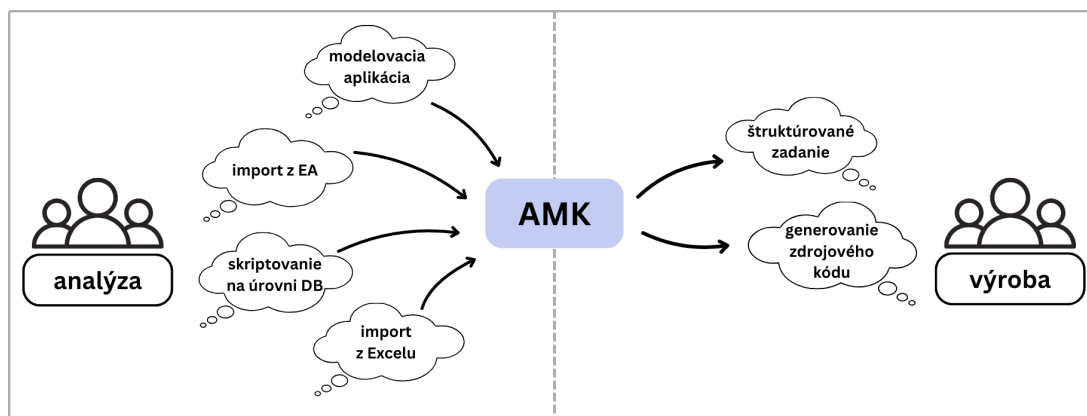 modelovacia
aplikácia
import z EA
skriptovanie
na úrovni DB
import
z Excelu
analýza
AMK
štruktúrované
zadanie
generovanie
zdrojového
kódu
výroba